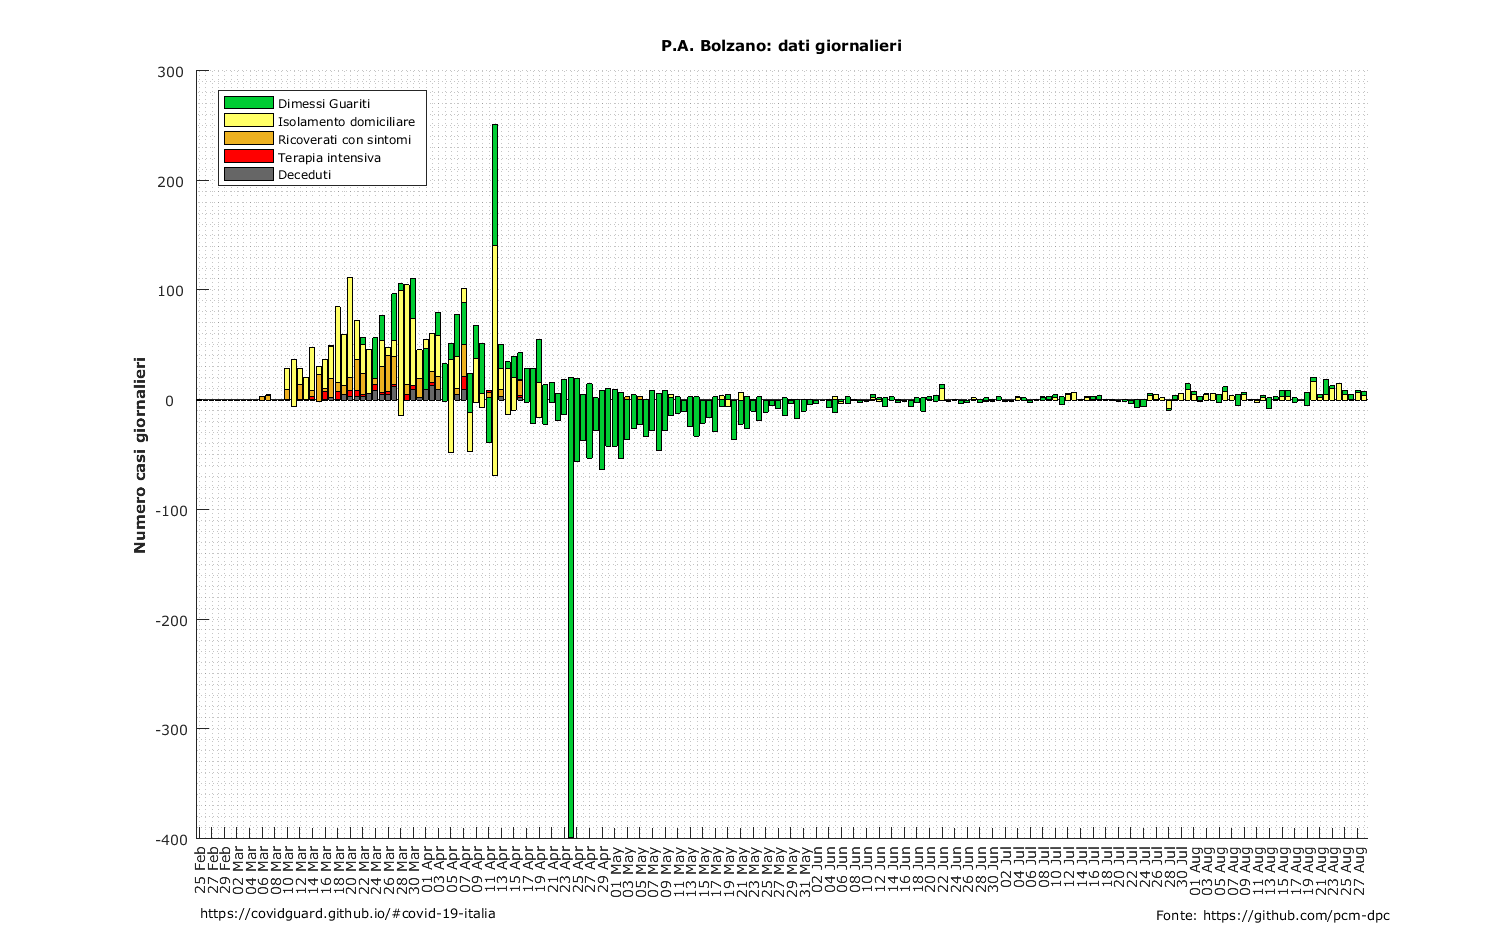 P.A. Bolzano: dati giornalieri
300
200
100
0
-100
-200
-300
-400
Numero casi giornalieri
Dimessi Guariti
Isolamento domiciliare
Ricoverati con sintomi
Terapia intensiva
Deceduti
25 Feb
27 Feb
29 Feb
02 Mar
04 Mar
06 Mar
08 Mar
10 Mar
12 Mar
14 Mar
16 Mar
18 Mar
20 Mar
22 Mar
24 Mar
26 Mar
28 Mar
30 Mar
01 Apr
03 Apr
05 Apr
07 Apr
09 Apr
11 Apr
13 Apr
15 Apr
17 Apr
19 Apr
21 Apr
23 Apr
25 Apr
27 Apr
29 Apr
01 May
03 May
05 May
07 May
09 May
11 May
13 May
15 May
17 May
19 May
21 May
23 May
25 May
27 May
29 May
31 May
02 Jun
04 Jun
06 Jun
08 Jun
10 Jun
12 Jun
14 Jun
16 Jun
18 Jun
20 Jun
22 Jun
24 Jun
26 Jun
28 Jun
30 Jun
02 Jul
04 Jul
06 Jul
08 Jul
10 Jul
12 Jul
14 Jul
16 Jul
18 Jul
20 Jul
22 Jul
24 Jul
26 Jul
28 Jul
30 Jul
01 Aug
03 Aug
05 Aug
07 Aug
09 Aug
11 Aug
13 Aug
15 Aug
17 Aug
19 Aug
21 Aug
23 Aug
25 Aug
27 Aug
https://covidguard.github.io/#covid-19-italia
Fonte: https://github.com/pcm-dpc